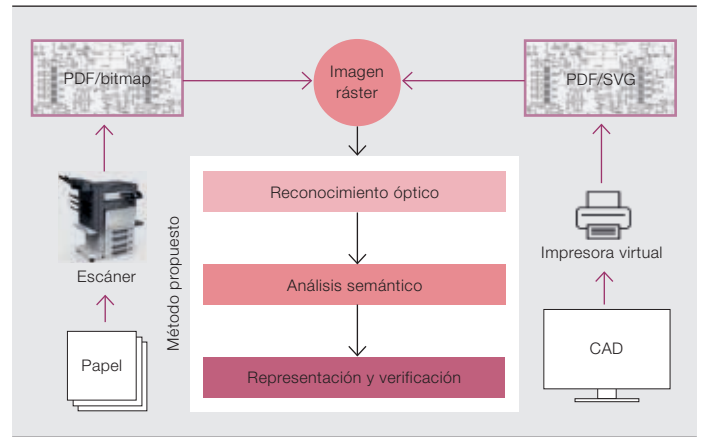 PDF/bitmap
Imagen
ráster
PDF/SVG
Reconocimiento óptico
Escáner
Método propuesto
Impresora virtual
Análisis semántico
Papel
CAD
Representación y verificación